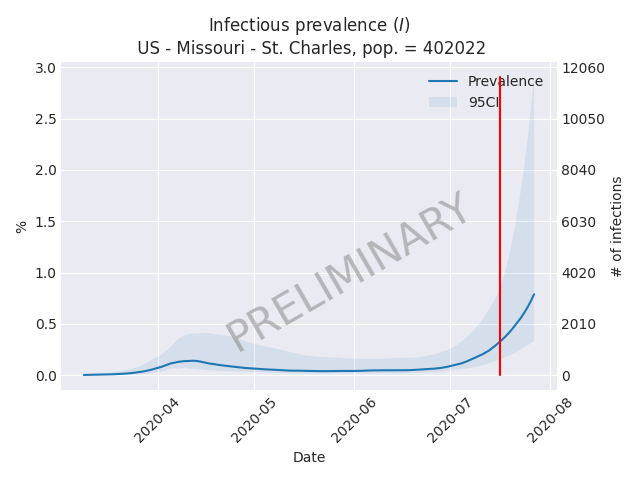 Infectious prevalence (I)
US - Missouri - St. Charles, pop. = 402022
3.0
2.5
2.0
1.5
1.0
0.5
0.0
%
12060
10050
8040
6030
4020
2010
0
# of infections
Prevalence
95CI
PRELIMINARY
2020-04
2020-05
2020-06
2020-07
2020-08
Date